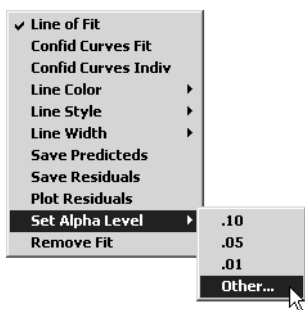 Line of Fit
Confid Curves Fit
Confid Curves Indiv
Line Color
Line Style
Line Width
Save Predicteds
Save Residuals
Plot Residuals
Set Alpha Level
Remove Fit
.10
.05
.01
Other...